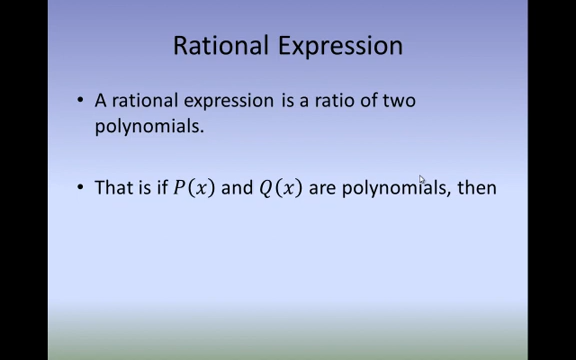 Rational Expression
• A rational expression is a ratio of two
polynomials.
• That is if P(x) and Q(x) are polynomials, then